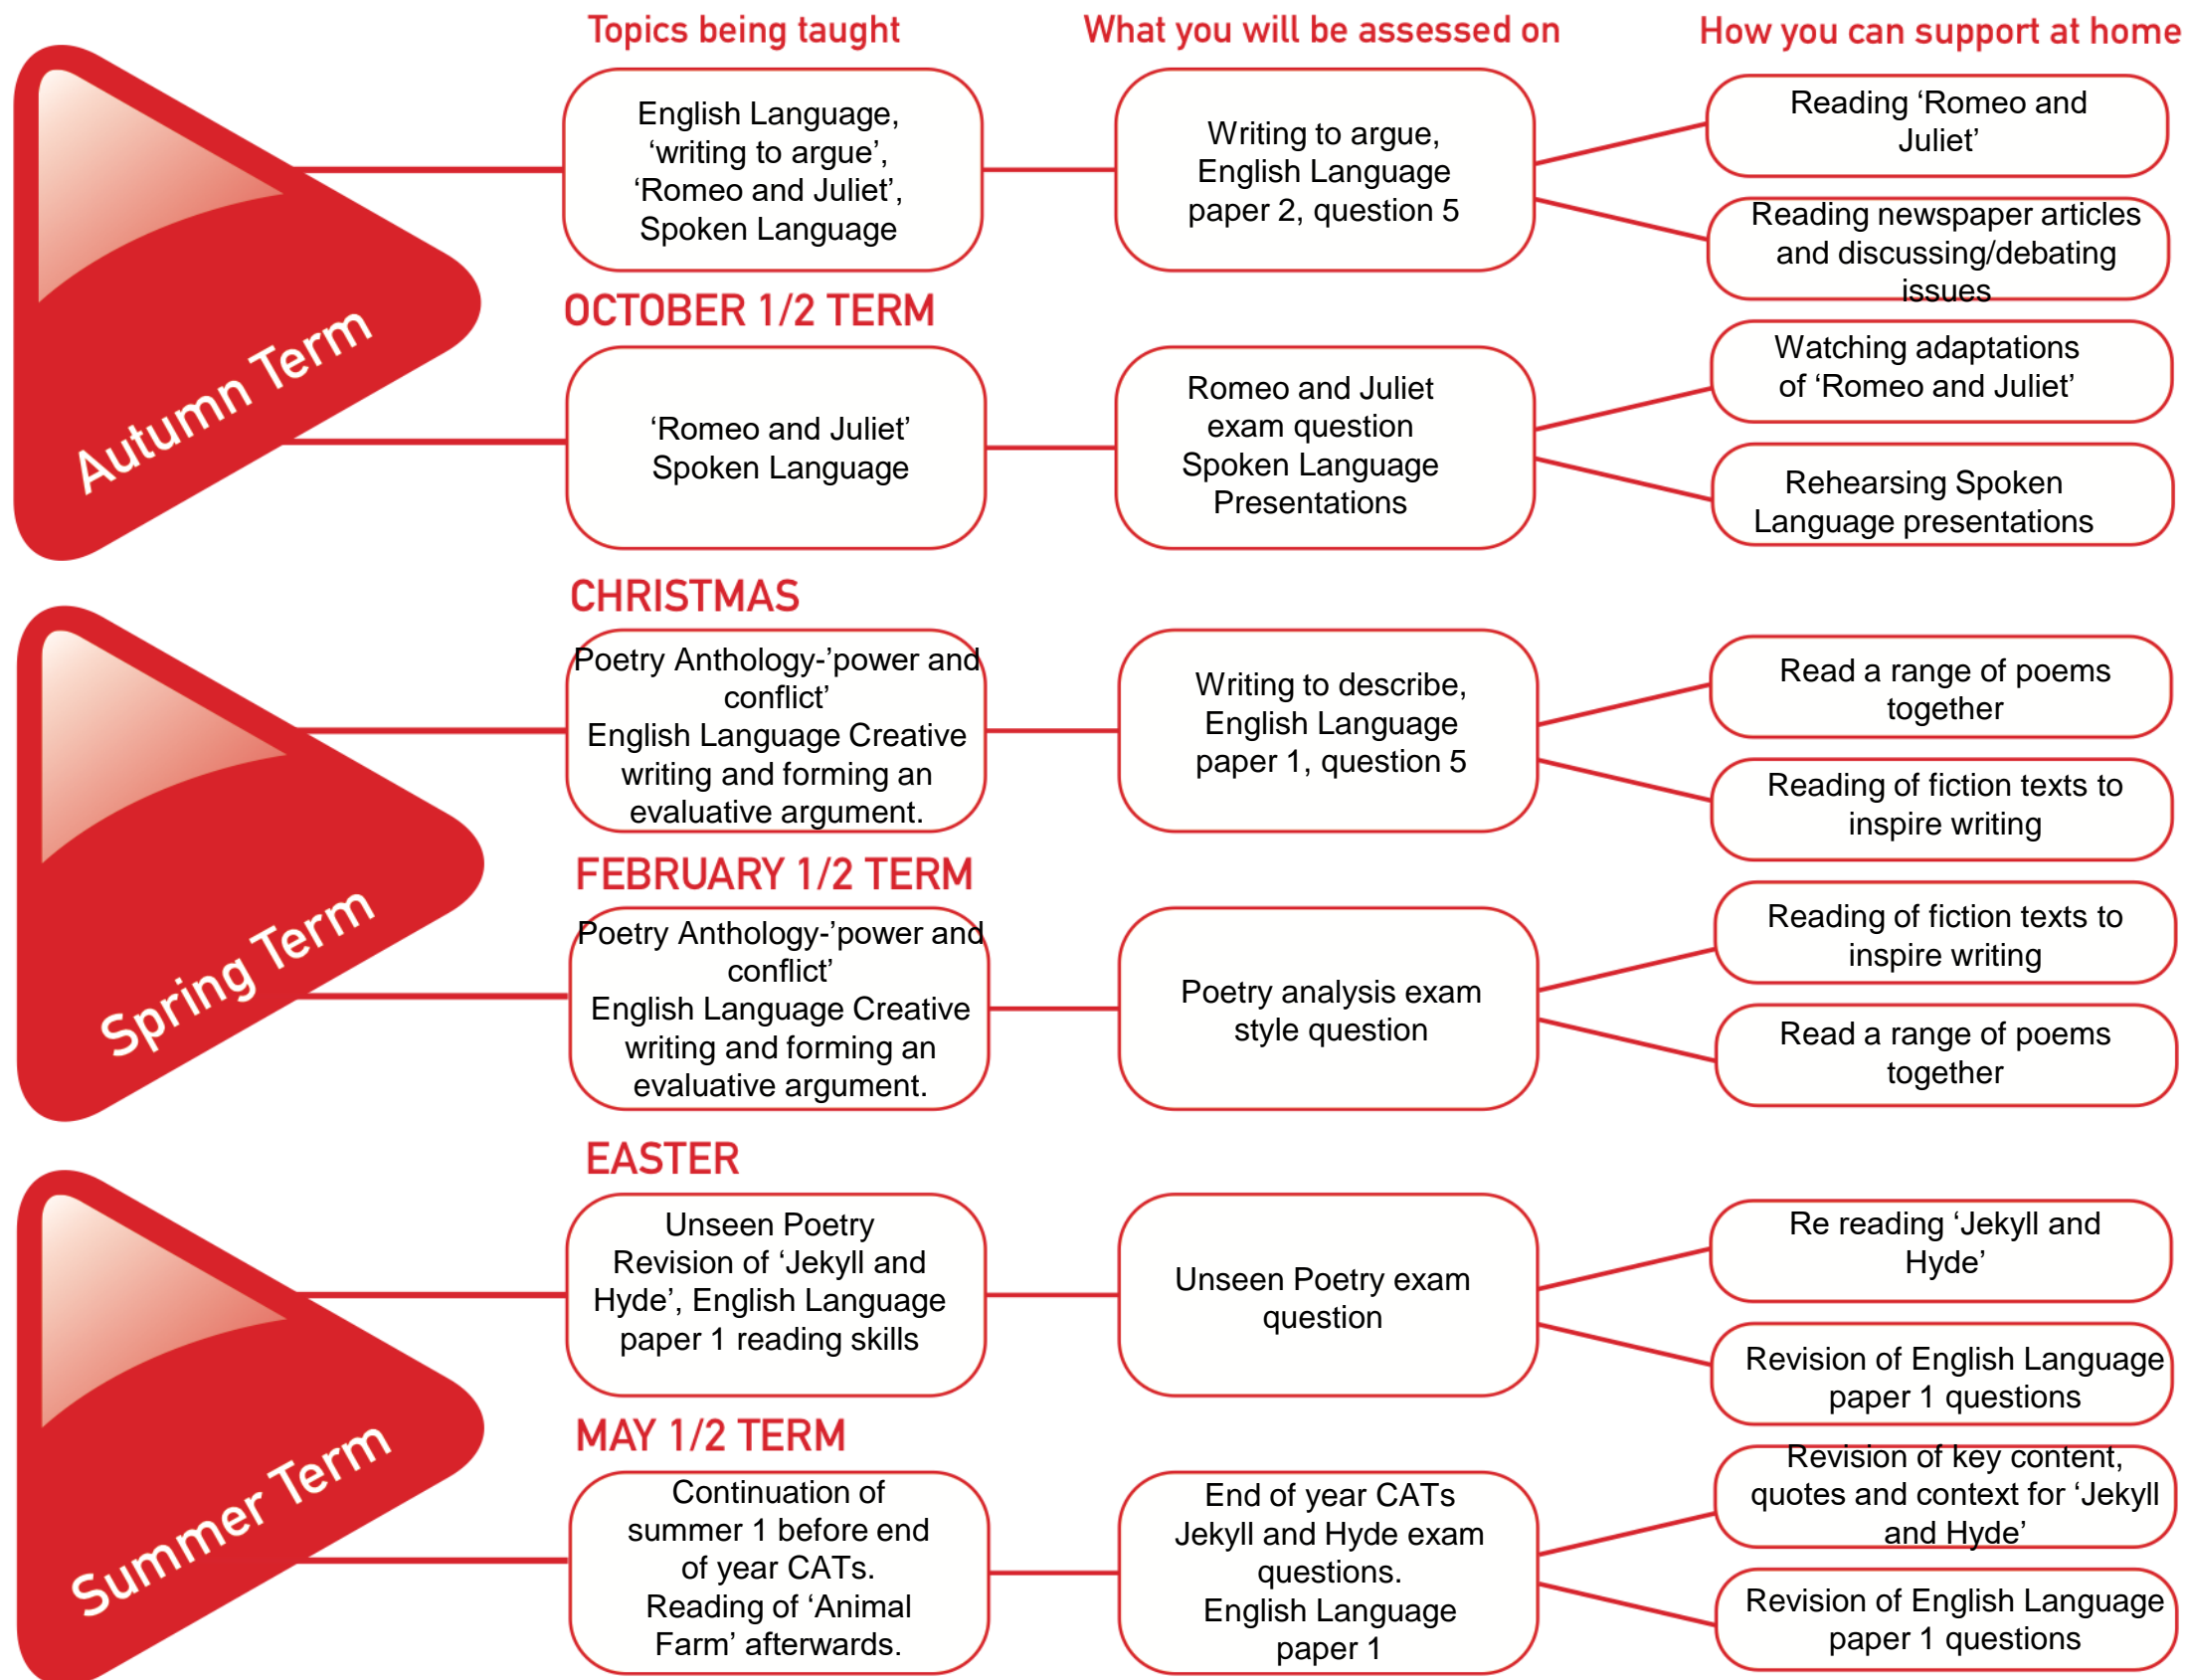 Topics being taught
What you will be assessed on
How you can support at home
Autumn Term
English Language,
‘writing to argue’,
‘Romeo and Juliet’,
Spoken Language
Writing to argue,
English Language
paper 2, question 5
Reading ‘Romeo and
Juliet’
Reading newspaper articles
and discussing/debating
issues
OCTOBER 1/2 TERM
‘Romeo and Juliet’
Spoken Language
Romeo and Juliet
exam question
Spoken Language
Presentations
Watching adaptations
of ‘Romeo and Juliet’
Rehearsing Spoken
Language presentations
CHRISTMAS
Spring Term
Poetry Anthology-’power and
conflict’
English Language Creative
writing and forming an
evaluative argument.
Writing to describe,
English Language
paper 1, question 5
Read a range of poems
together
Reading of fiction texts to
inspire writing
FEBRUARY 1/2 TERM
Poetry Anthology-’power and
conflict’
English Language Creative
writing and forming an
evaluative argument.
Poetry analysis exam
style question
Reading of fiction texts to
inspire writing
Read a range of poems
together
EASTER
Summer Term
Unseen Poetry
Revision of ‘Jekyll and
Hyde’, English Language
paper 1 reading skills
Unseen Poetry exam
question
Re reading ‘Jekyll and
Hyde’
Revision of English Language
paper 1 questions
MAY 1/2 TERM
Continuation of
summer 1 before end
of year CATs.
Reading of ‘Animal
Farm’ afterwards.
End of year CATs
Jekyll and Hyde exam
questions.
English Language
paper 1
Revision of key content,
quotes and context for ‘Jekyll
and Hyde’
Revision of English Language
paper 1 questions